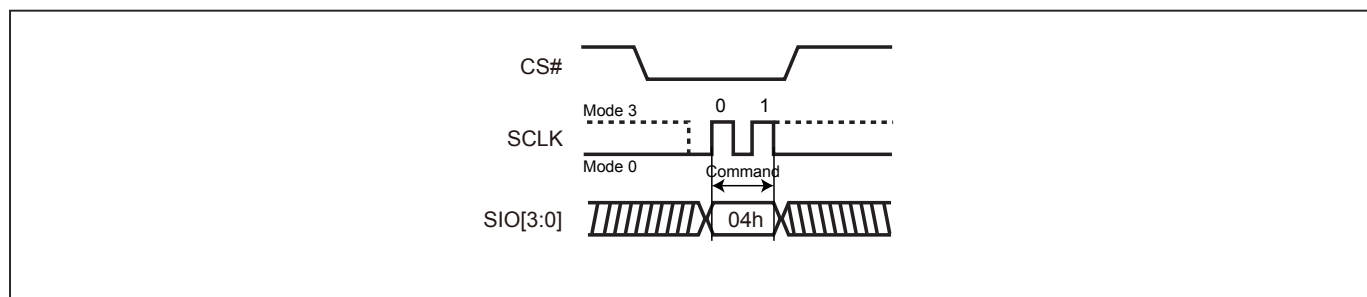 CS#
Mode 3
0 1
SCLK
Mode 0
Command
SIO[3:0]
04h